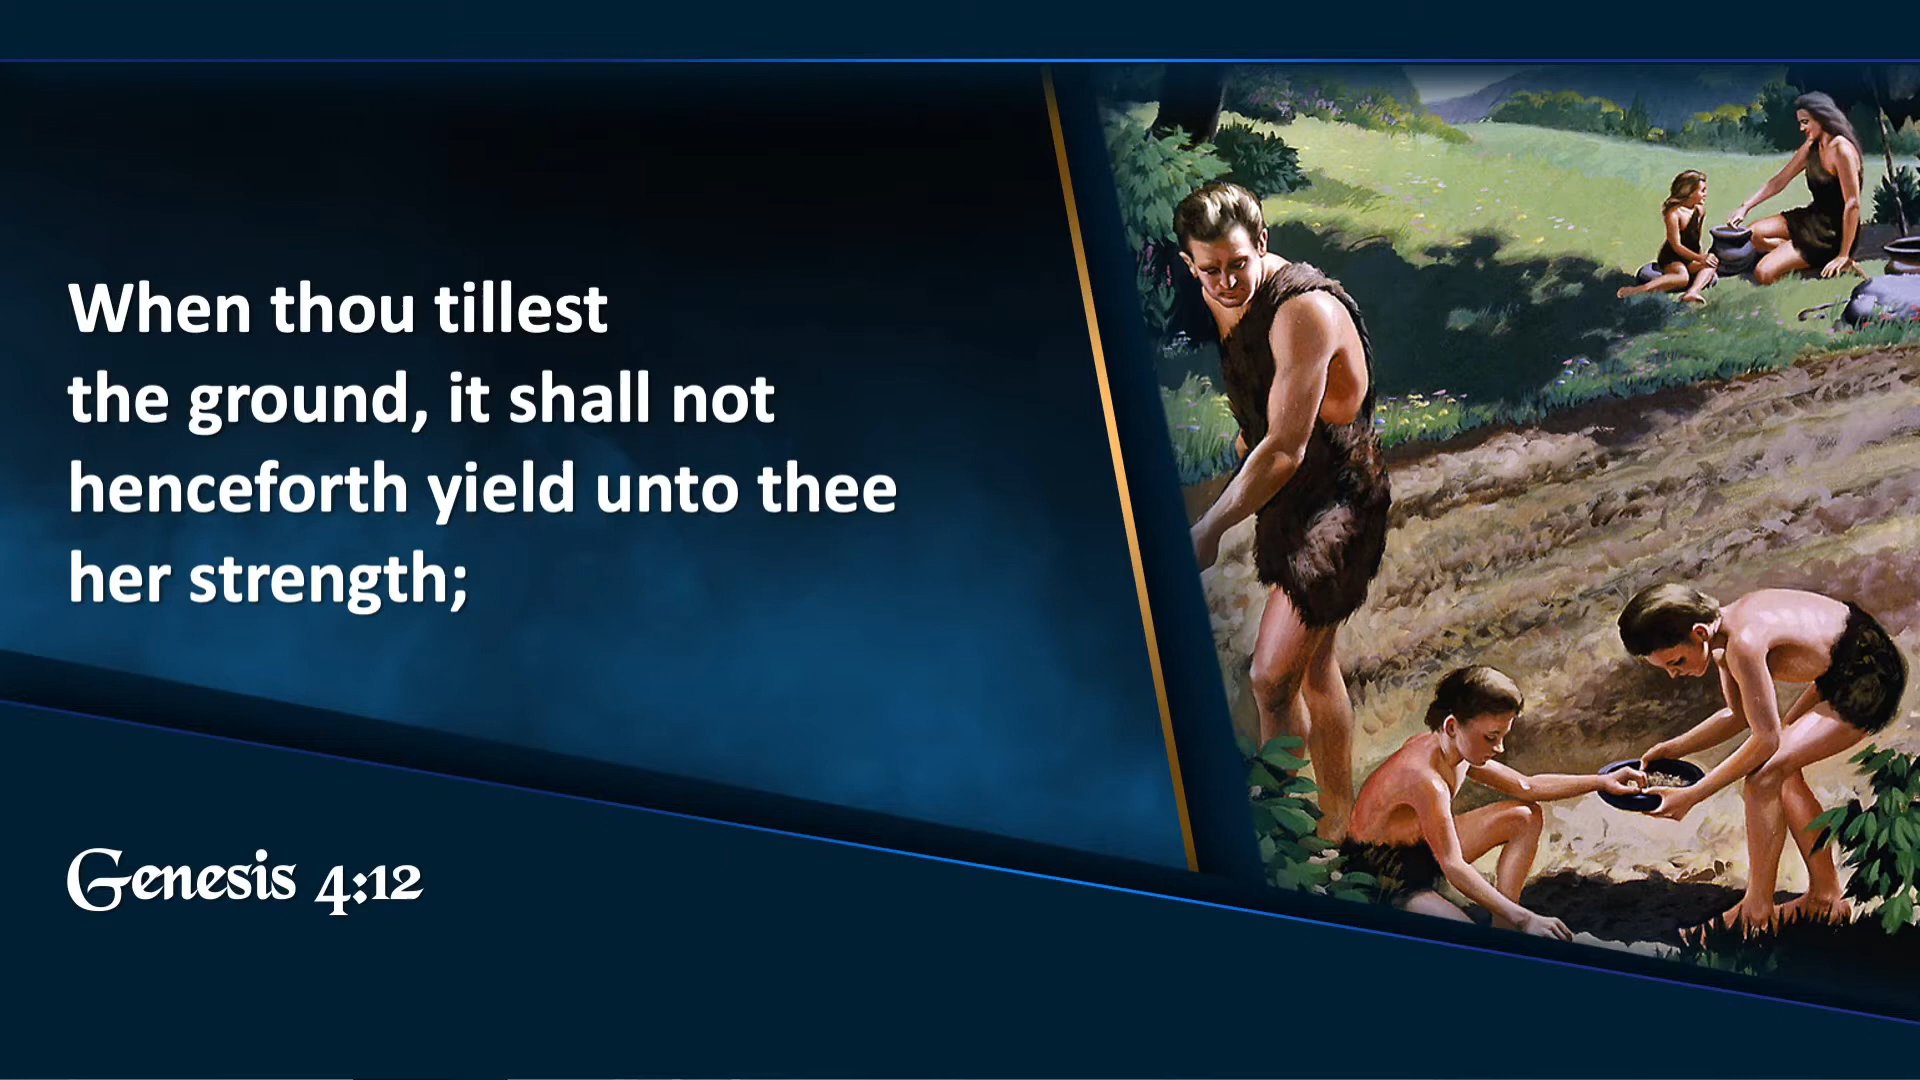 When thou tillest
the ground, it shall not
henceforth yield unto thee
her strength;
Genesis 4:12